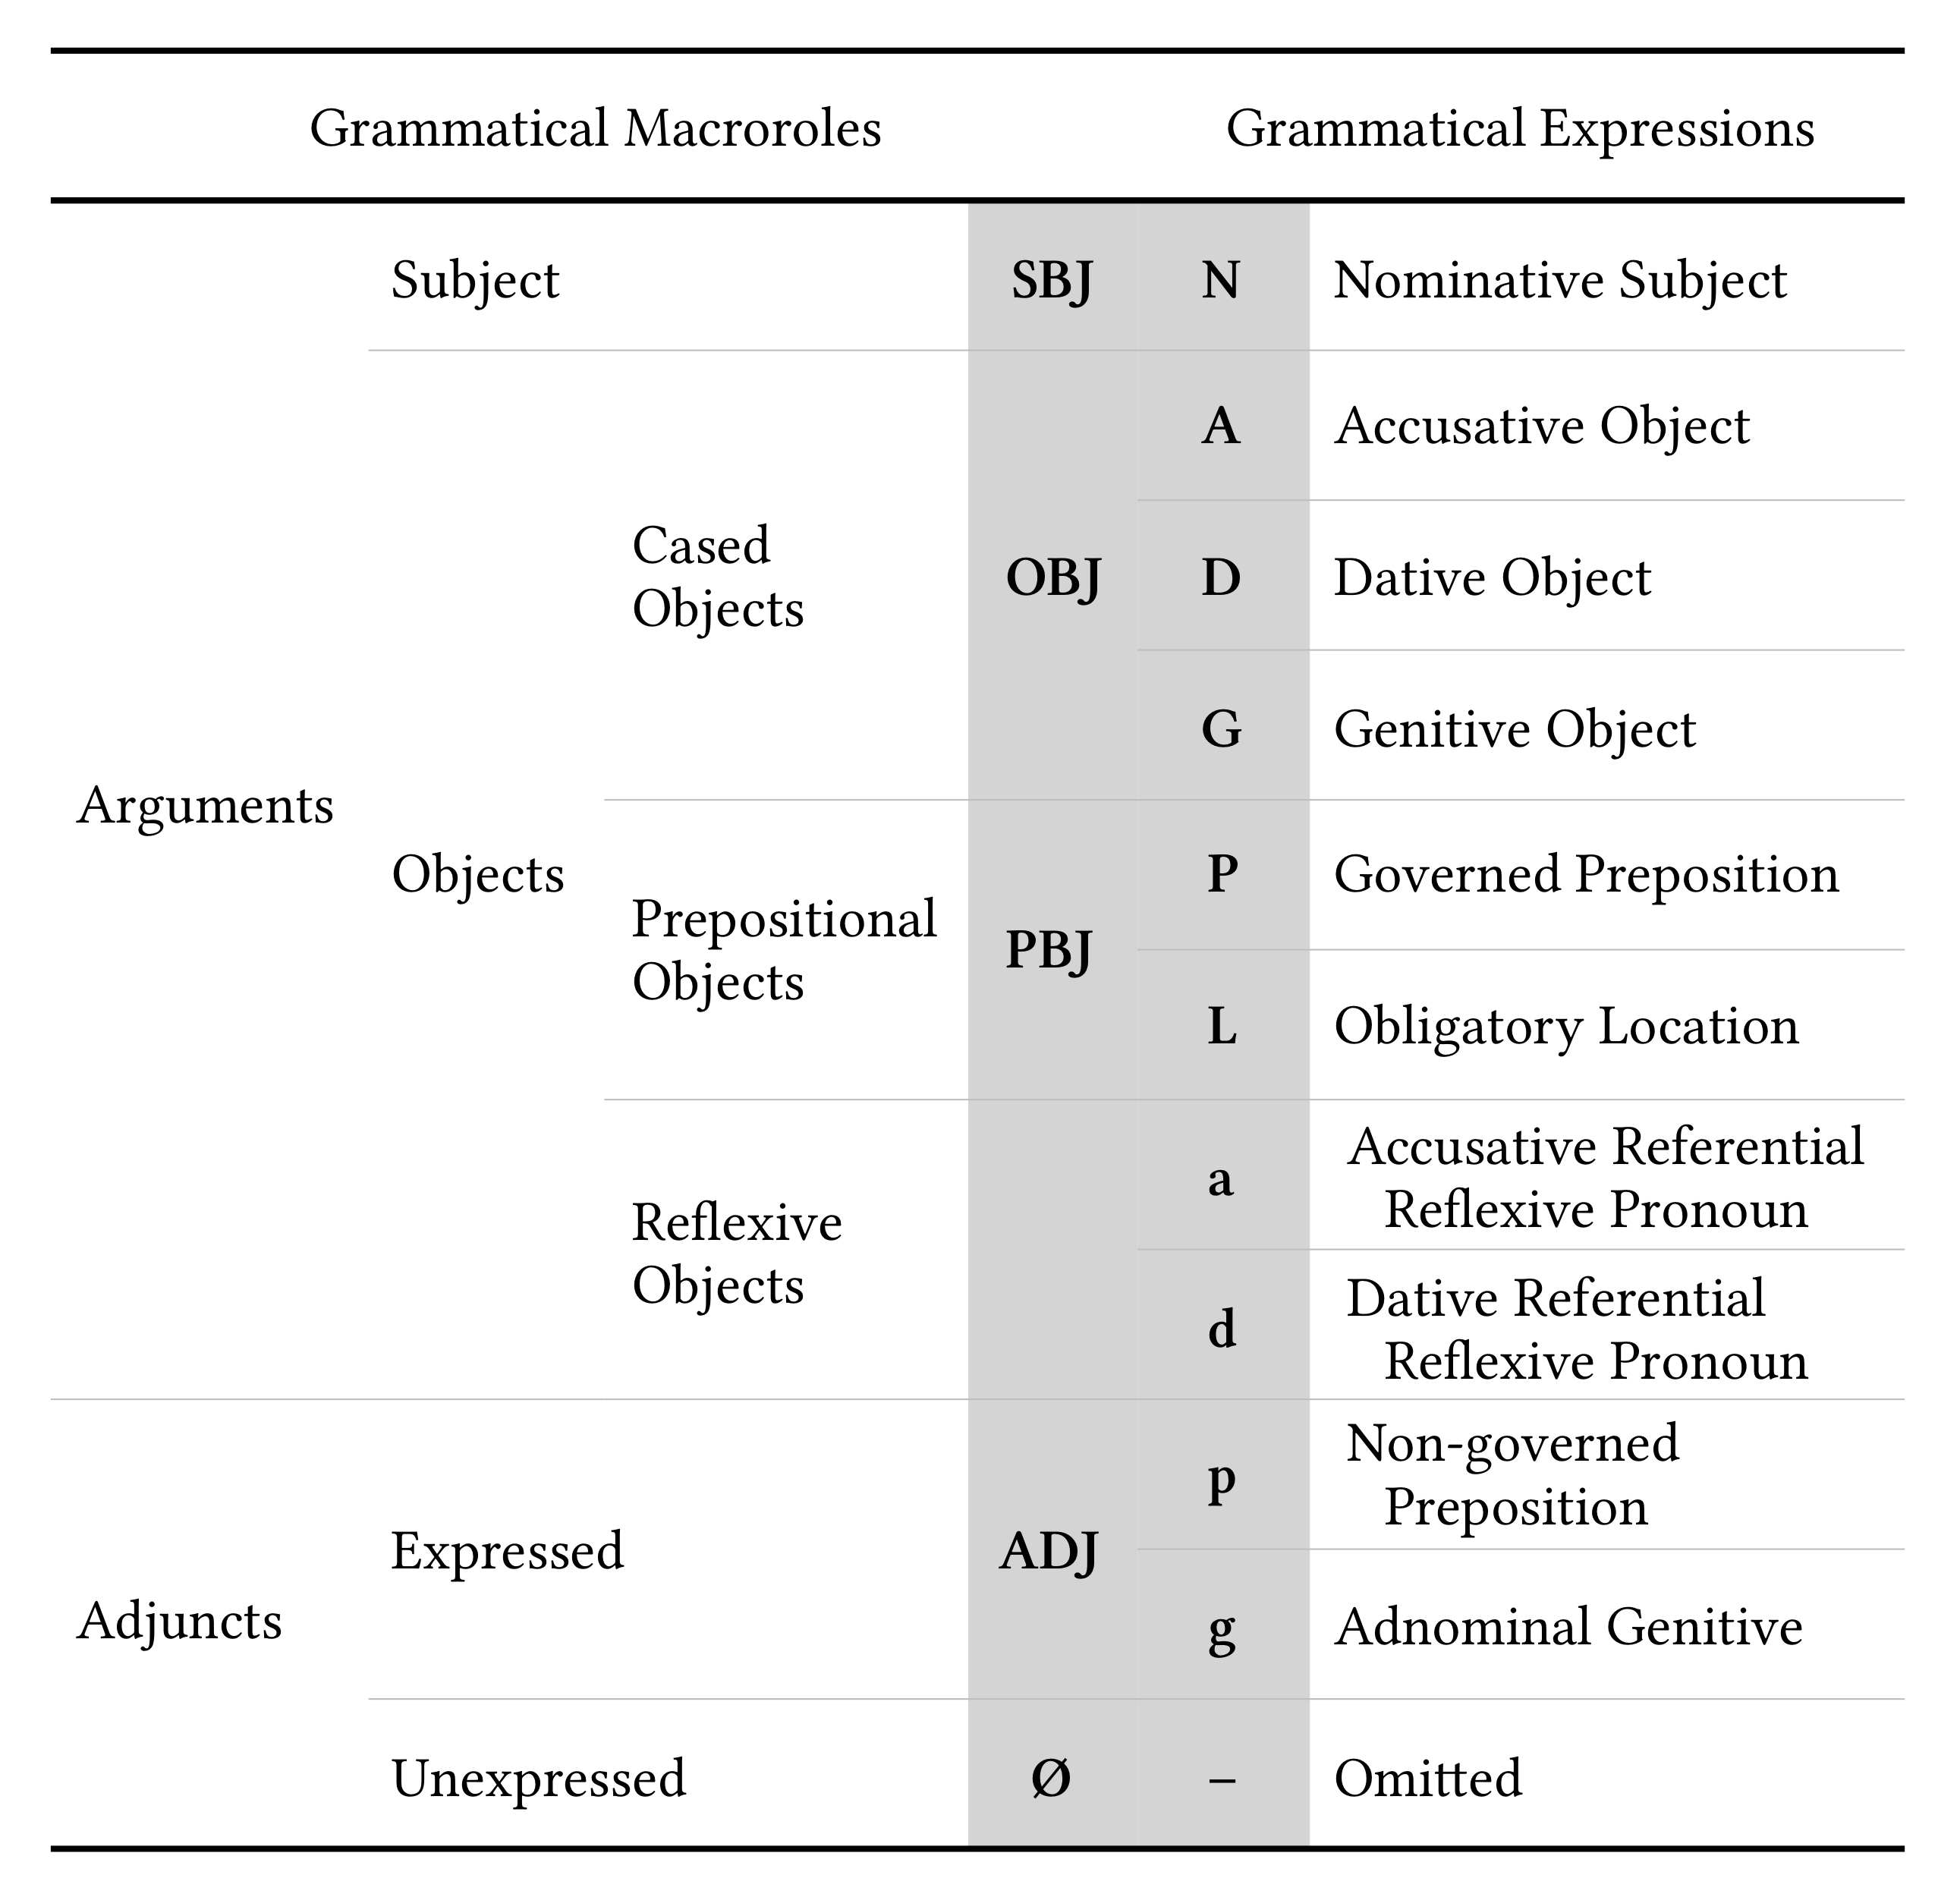 Grammatical Macroroles Grammatical Expressions
Subject SBJ N Nominative Subject
A Accusative Object
Cased
Objects
OBJ D Dative Object
G Genitive Object
Arguments
Objects
P Governed Preposition
Prepositional
Objects
PBJ
L Obligatory Location
Reflexive
Objects
a Accusative Referential
Reflexive Pronoun
d Dative Referential
Reflexive Pronoun
Adjuncts
Expressed
ADJ
p Non-governed
Preposition
g Adnominal Genitive
Unexpressed Ø – Omitted